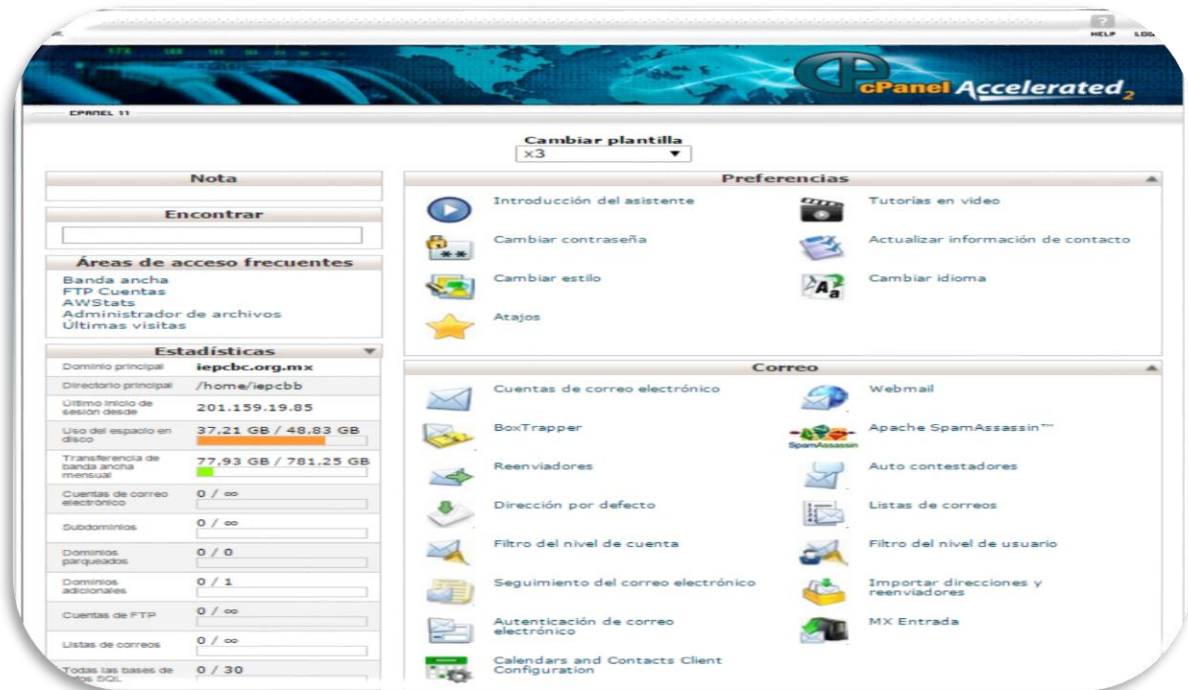 HELP
cPanel Accelerated 2
CPANEL 11
Cambiar plantilla
x3
Nota
Encontrar
Áreas de acceso frecuentes
Banda ancha
FTP Cuentas
AWStats
Administrador de archivos
Últimas visitas
Estadísticas
Dominio principal iepcbc.org.mx
Directorio principal /home/iepcbb
Último inicio de
sesión desde
201.159.19.85
Uso del espacio en
disco
37,21 GB / 48,83 GB
Transferencia de
banda ancha
mensual
77,93 GB / 781,25 GB
Cuentas de correo
electrónico
0 / ∞
Subdominios 0 / ∞
Dominios
parqueados
0 / 0
Dominios
adicionales
0 / 1
Cuentas de FTP 0 / ∞
Listas de correos 0 / ∞
Todas las bases de
SQL
0 / 30
Preferencias
Introducción del asistente
Tutorías en video
Cambiar contraseña
Actualizar información de contacto
Cambiar estilo
Cambiar idioma
Atajos
Correo
Cuentas de correo electrónico
Webmail
BoxTrapper
SpamAssassin
Apache SpamAssassin™
Reenviadores
Auto contestadores
Dirección por defecto
Listas de correos
Filtro del nivel de cuenta
Filtro del nivel de usuario
Seguimiento del correo electrónico
Importar direcciones y
reenviadores
Autenticación de correo
electrónico
MX Entrada
Calendars and Contacts Client
Configuration